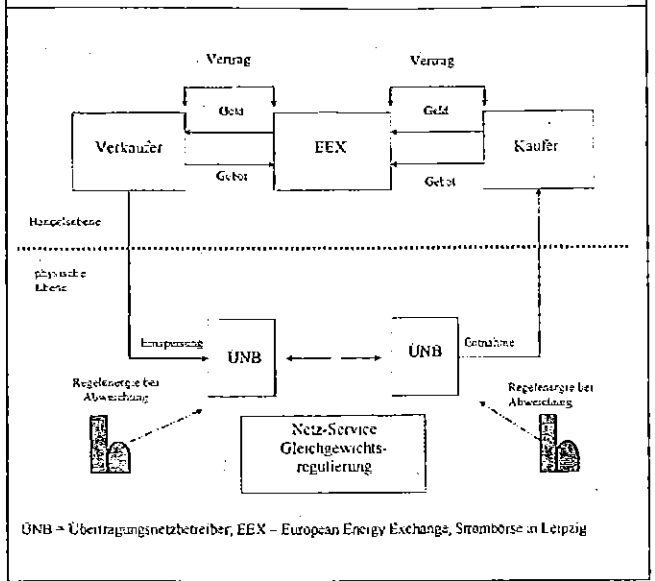 Vertrag
Vertrag
Geld
Geld
Verkäufer
EEX
Käufer
Gebot
Gebot
Handelsebene
physische
Ebene
Einspeisung
ÜNB
ÜNB
Entnahme
Regelenergie bei
Abweichung
Regelenergie bei
Abweichung
Netz-Service
Gleichgewichts-
regulierung
ÜNB = Übertragungsnetzbetreiber, EEX – European Energy Exchange, Strombörse in Leipzig